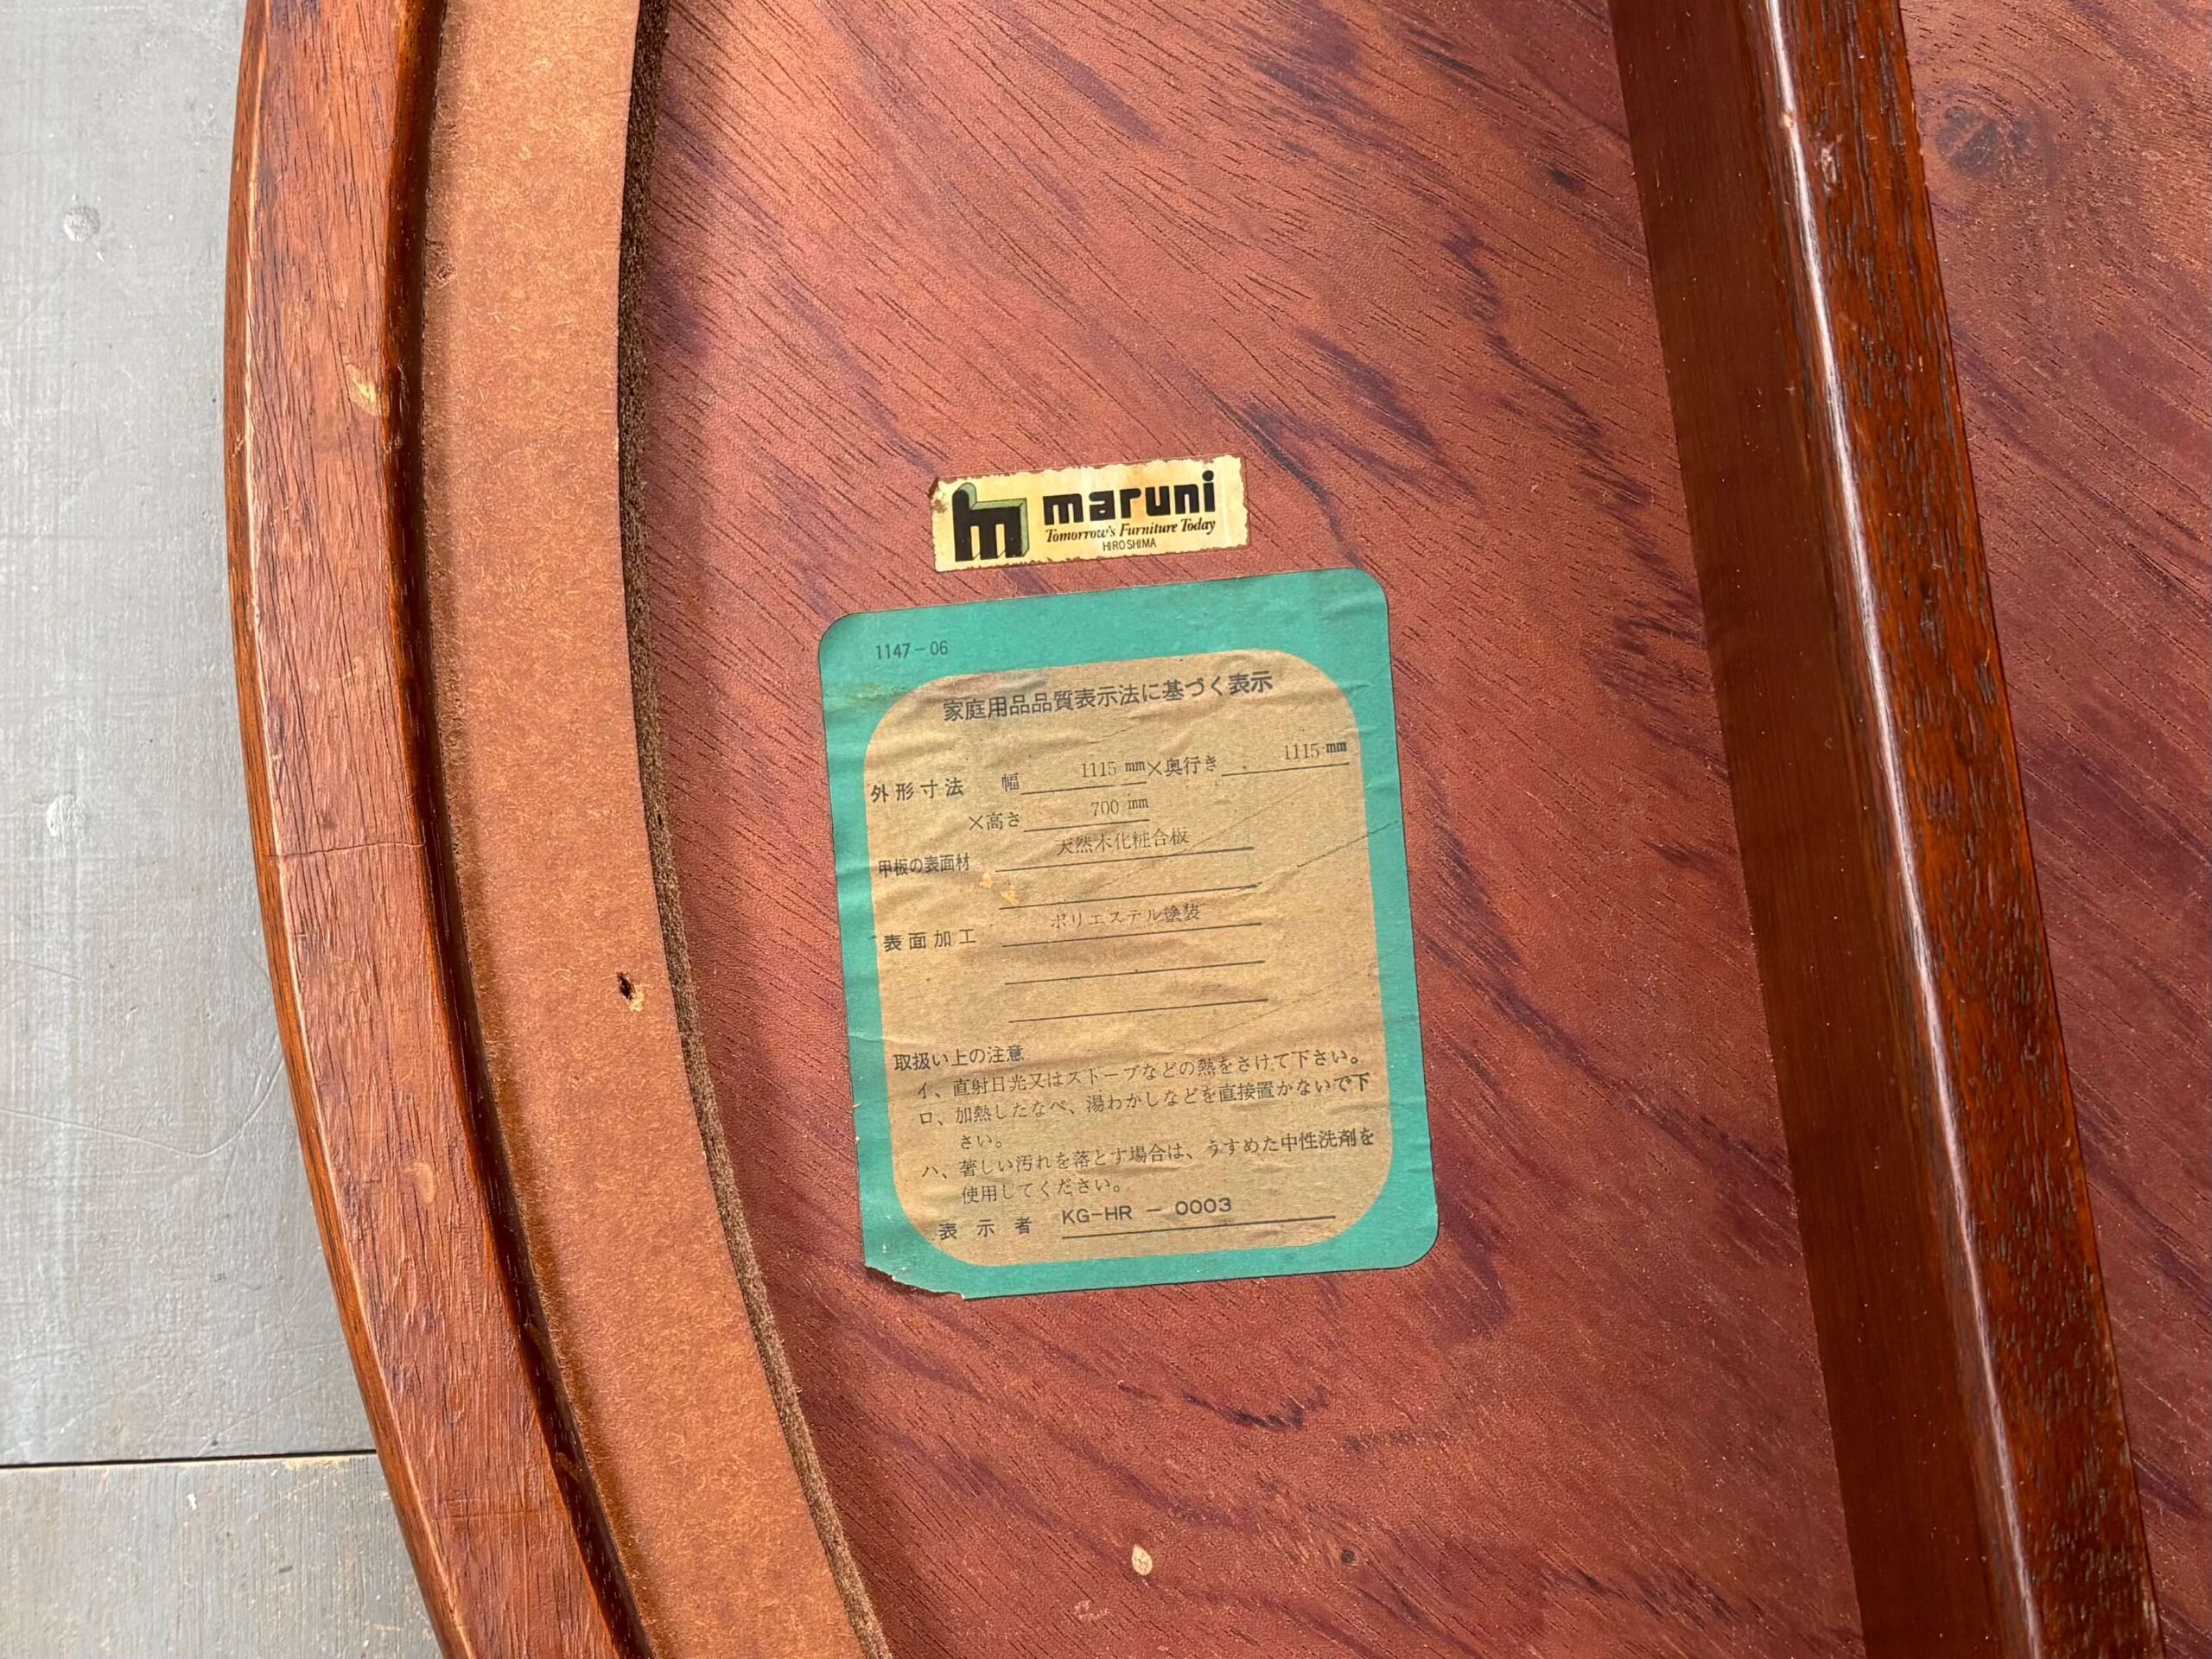 maruni
Tomorrow's Furniture Today
HIROSHIMA
1147-06
家庭用品品質表示法に基づく表示
外形寸法 幅 1115 mm×奥行き 1115 mm
×高さ 700 mm
甲板の表面材 天然木化粧合板
表面加工 ポリエステル塗装
取扱い上の注意
イ、直射日光又はストーブなどの熱をさけて下さい。
ロ、加熱したなべ、湯わかしなどを直接置かないで下
さい。
ハ、著しい汚れを落とす場合は、うすめた中性洗剤を
使用してください。
表示者 KG-HR - 0003